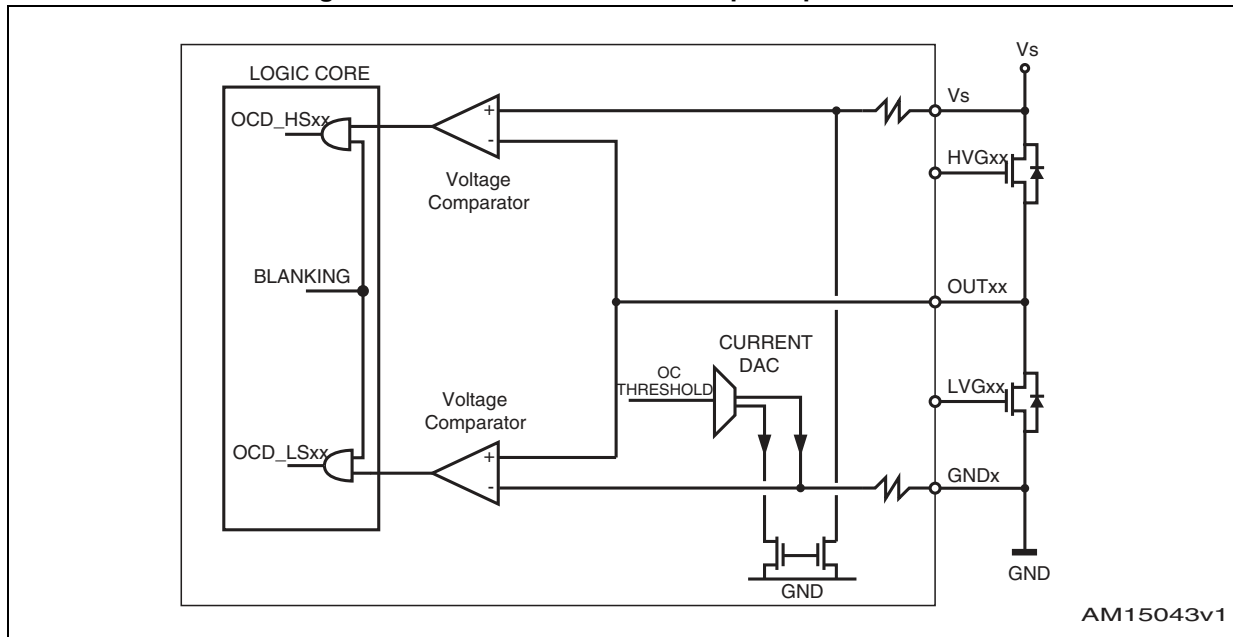 LOGIC CORE
OCD_HSxx
+
-
Voltage
Comparator
BLANKING
OCD_LSxx
Voltage
Comparator
+
-
OC
THRESHOLD
CURRENT
DAC
GND
Vs
Vs
HVGxx
OUTxx
LVGxx
GNDx
GND
AM15043v1